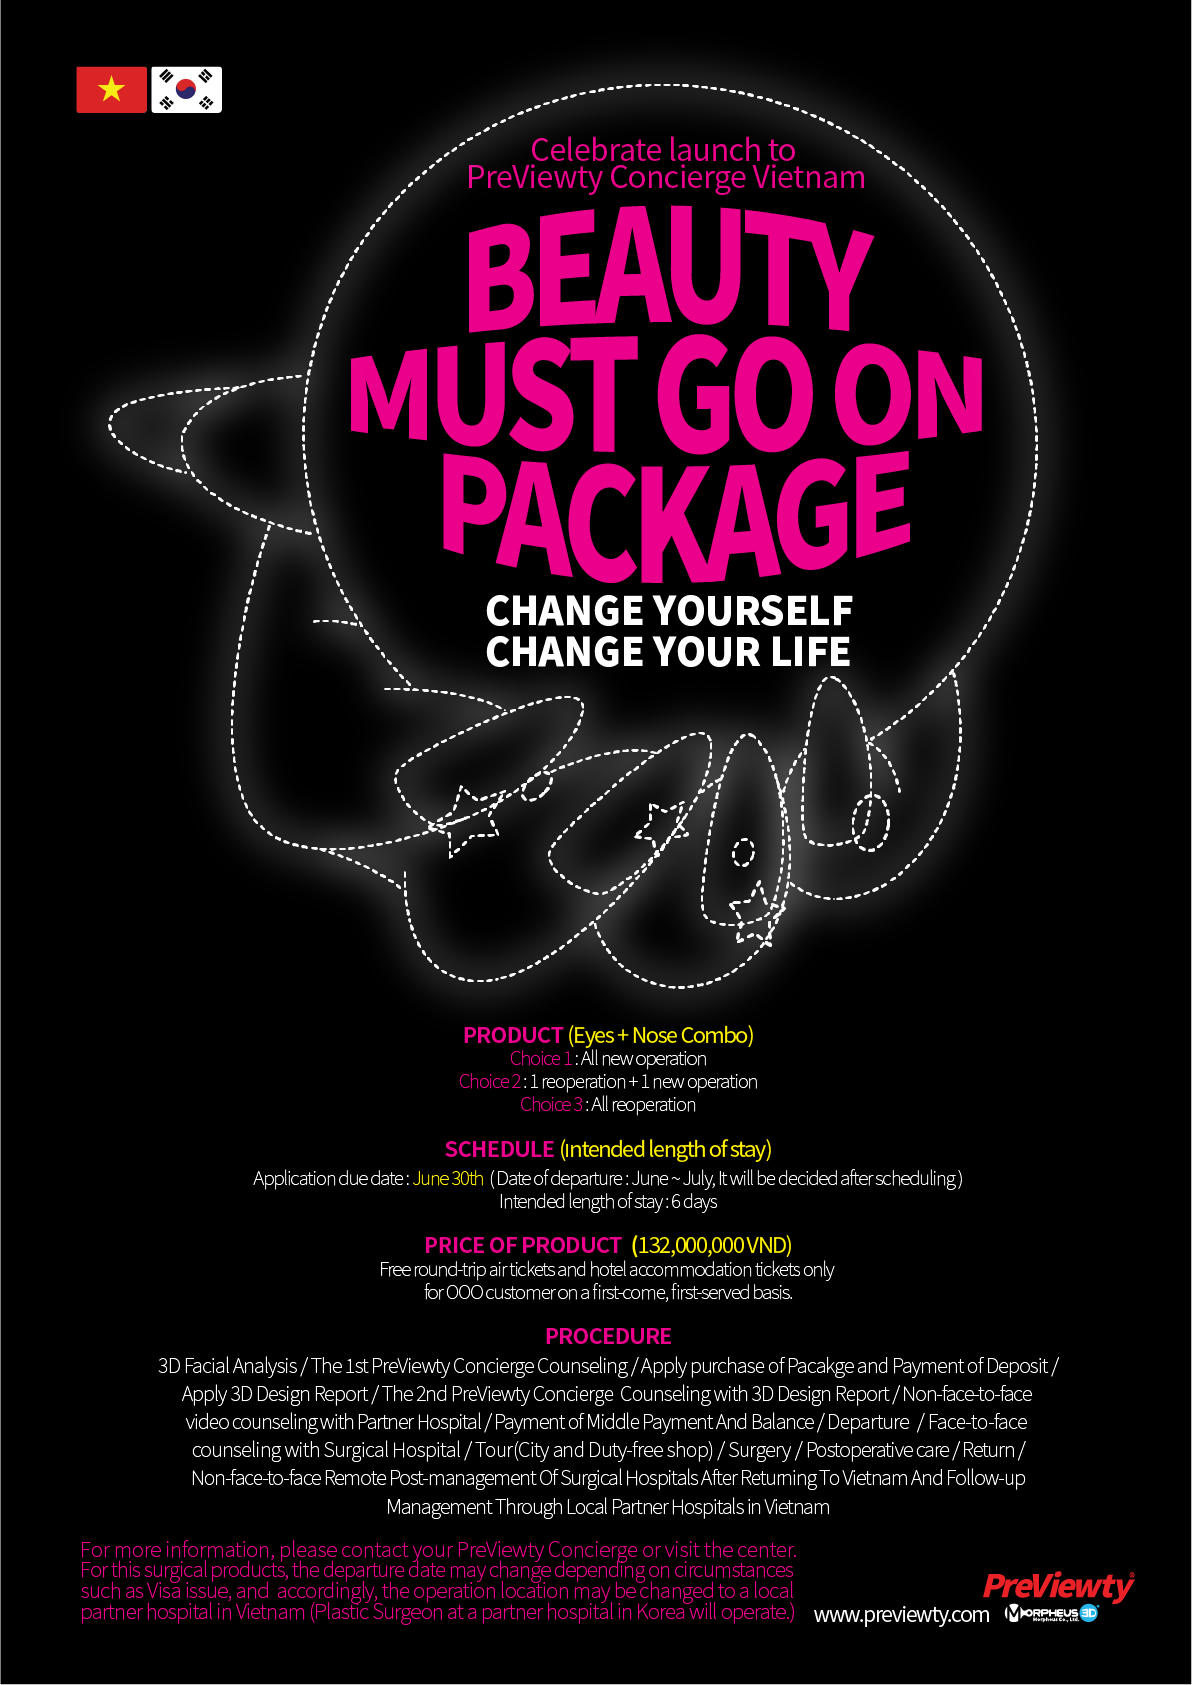 Celebrate launch to
PreViewty Concierge Vietnam
BEAUTY
MUST GO ON
PACKAGE
CHANGE YOURSELF
CHANGE YOUR LIFE
PRODUCT (Eyes + Nose Combo)
Choice 1 : All new operation
Choice 2 : 1 reoperation + 1 new operation
Choice 3 : All reoperation
SCHEDULE (Intended length of stay)
Application due date : June 30th ( Date of departure : June ~ July, It will be decided after scheduling )
Intended length of stay : 6 days
PRICE OF PRODUCT (132,000,000 VND)
Free round-trip air tickets and hotel accommodation tickets only
for OOO customer on a first-come, first-served basis.
PROCEDURE
3D Facial Analysis / The 1st PreViewty Concierge Counseling / Apply purchase of Pacakge and Payment of Deposit /
Apply 3D Design Report / The 2nd PreViewty Concierge Counseling with 3D Design Report / Non-face-to-face
video counseling with Partner Hospital / Payment of Middle Payment And Balance / Departure / Face-to-face
counseling with Surgical Hospital / Tour(City and Duty-free shop) / Surgery / Postoperative care / Return /
Non-face-to-face Remote Post-management Of Surgical Hospitals After Returning To Vietnam And Follow-up
Management Through Local Partner Hospitals in Vietnam
For more information, please contact your PreViewty Concierge or visit the center.
For this surgical products, the departure date may change depending on circumstances
such as Visa issue, and accordingly, the operation location may be changed to a local
partner hospital in Vietnam (Plastic Surgeon at a partner hospital in Korea will operate.)
www.previewty.com
PreViewty®
MORPHEUS 3D
Morpheus Co., Ltd.